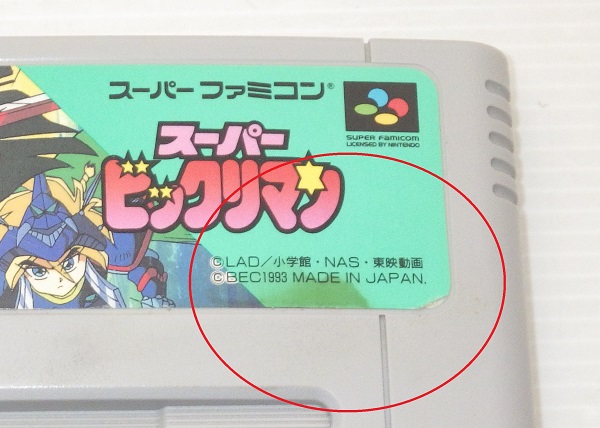 スーパーファミコン®
SUPER FAMICOM
LICENSED BY NINTENDO
スーパー
ビックリマン
©LAD／小学館・NAS・東映動画
©BEC1993 MADE IN JAPAN.